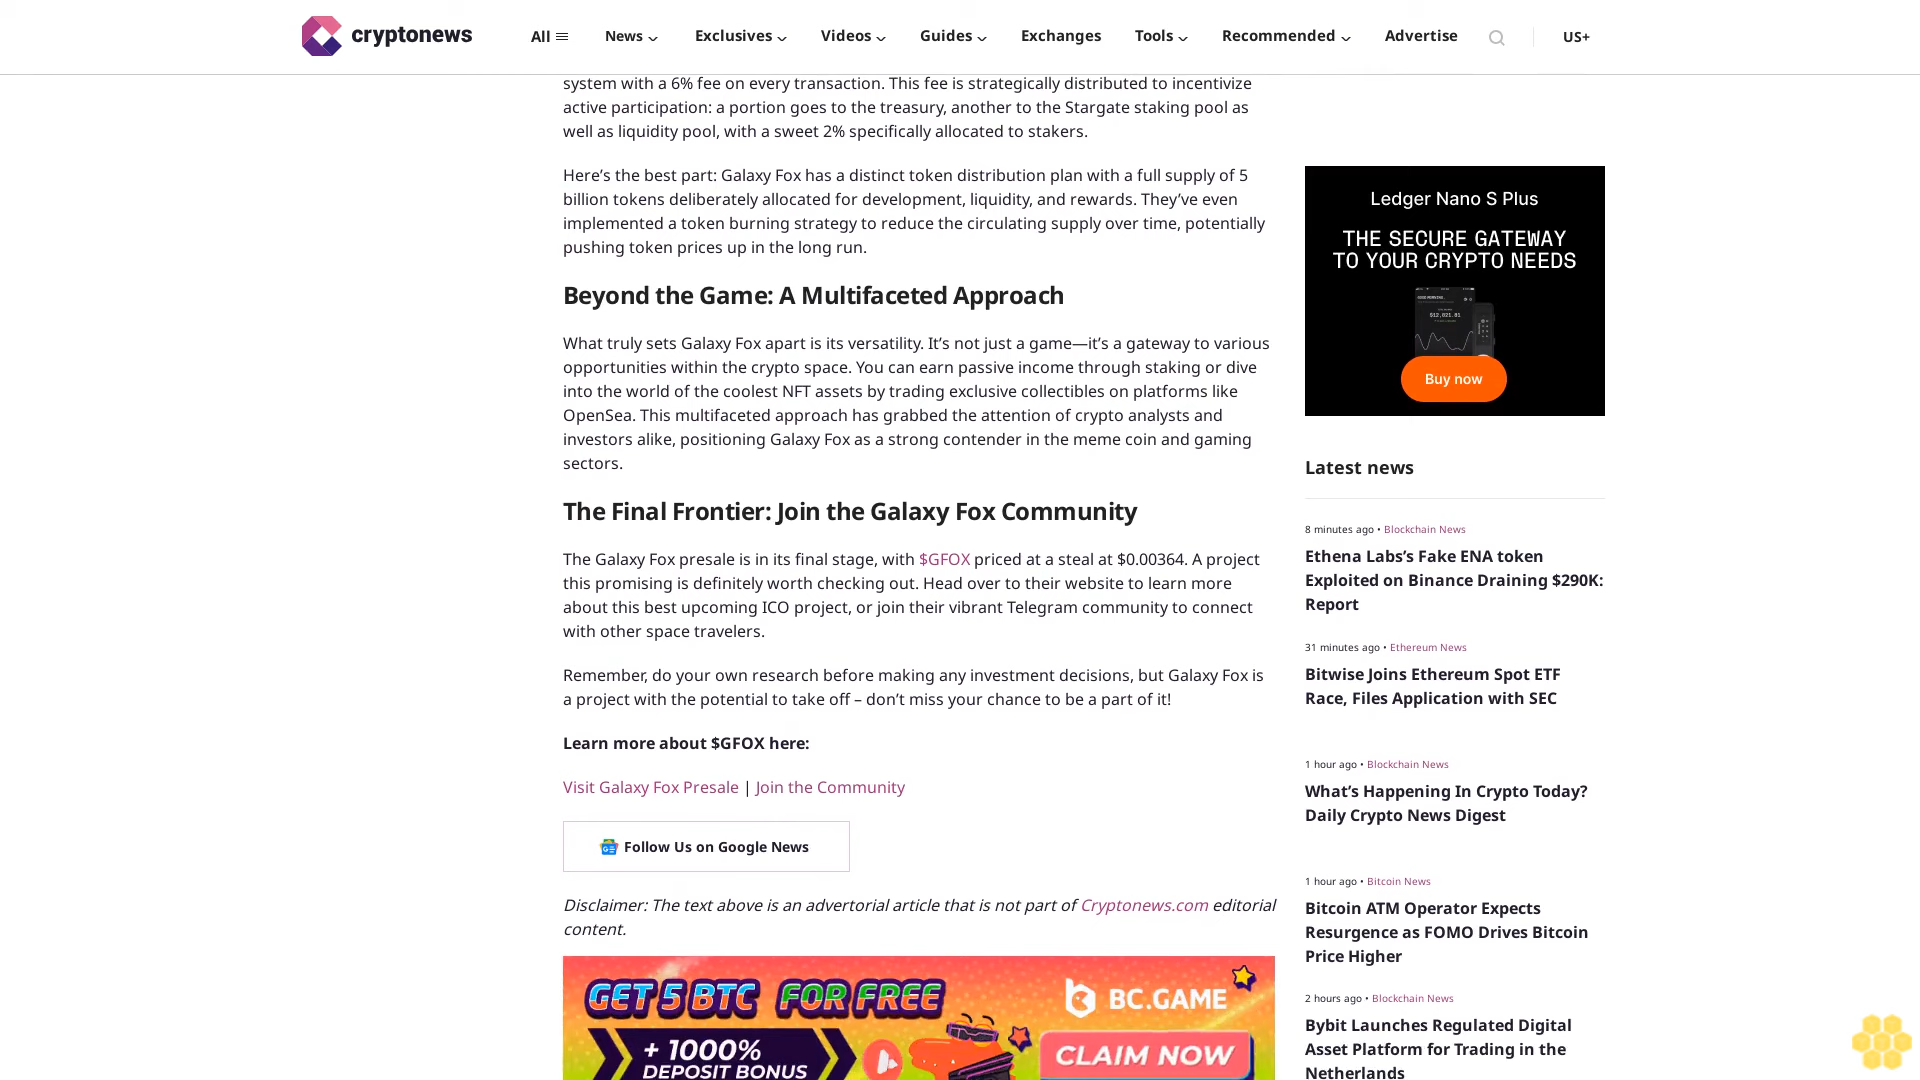 cryptonews
All
News
Exclusives
Videos
Guides
Exchanges
Tools
Recommended
Advertise
US+
system with a 6% fee on every transaction. This fee is strategically distributed to incentivize
active participation: a portion goes to the treasury, another to the Stargate staking pool as
well as liquidity pool, with a sweet 2% specifically allocated to stakers.
Here’s the best part: Galaxy Fox has a distinct token distribution plan with a full supply of 5
billion tokens deliberately allocated for development, liquidity, and rewards. They’ve even
implemented a token burning strategy to reduce the circulating supply over time, potentially
pushing token prices up in the long run.
Beyond the Game: A Multifaceted Approach
What truly sets Galaxy Fox apart is its versatility. It’s not just a game—it’s a gateway to various
opportunities within the crypto space. You can earn passive income through staking or dive
into the world of the coolest NFT assets by trading exclusive collectibles on platforms like
OpenSea. This multifaceted approach has grabbed the attention of crypto analysts and
investors alike, positioning Galaxy Fox as a strong contender in the meme coin and gaming
sectors.
The Final Frontier: Join the Galaxy Fox Community
The Galaxy Fox presale is in its final stage, with $GFOX priced at a steal at $0.00364. A project
this promising is definitely worth checking out. Head over to their website to learn more
about this best upcoming ICO project, or join their vibrant Telegram community to connect
with other space travelers.
Remember, do your own research before making any investment decisions, but Galaxy Fox is
a project with the potential to take off – don’t miss your chance to be a part of it!
Learn more about $GFOX here:
Visit Galaxy Fox Presale | Join the Community
Follow Us on Google News
Disclaimer: The text above is an advertorial article that is not part of Cryptonews.com editorial
content.
GET 5 BTC FOR FREE
+ 1000%
DEPOSIT BONUS
BC.GAME
CLAIM NOW
Ledger Nano S Plus
THE SECURE GATEWAY
TO YOUR CRYPTO NEEDS
$12,821.01
Buy now
Latest news
8 minutes ago • Blockchain News
Ethena Labs’s Fake ENA token
Exploited on Binance Draining $290K:
Report
31 minutes ago • Ethereum News
Bitwise Joins Ethereum Spot ETF
Race, Files Application with SEC
1 hour ago • Blockchain News
What’s Happening In Crypto Today?
Daily Crypto News Digest
1 hour ago • Bitcoin News
Bitcoin ATM Operator Expects
Resurgence as FOMO Drives Bitcoin
Price Higher
2 hours ago • Blockchain News
Bybit Launches Regulated Digital
Asset Platform for Trading in the
Netherlands